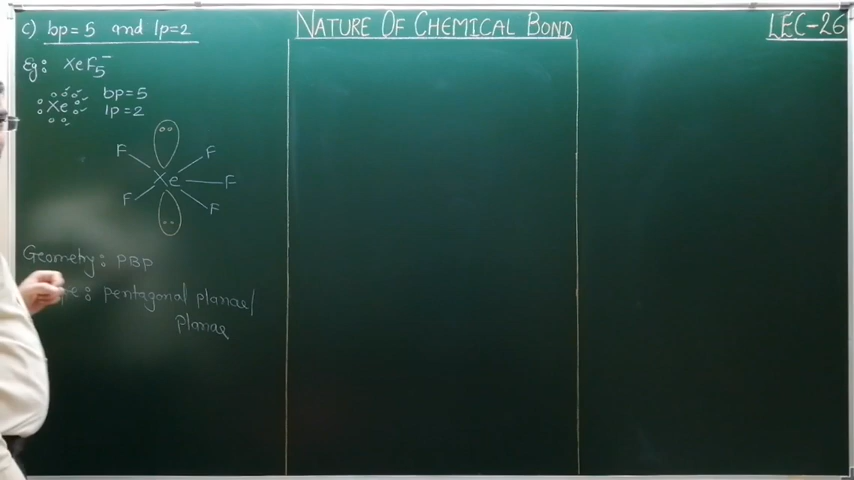 NATURE OF CHEMICAL BOND
LEC-26
c) bp=5 and lp=2
Eg: XeF5⁻
Xe bp=5
lp=2
F F
Xe F
F F
Geometry: PBP
pentagonal planar/
Planar